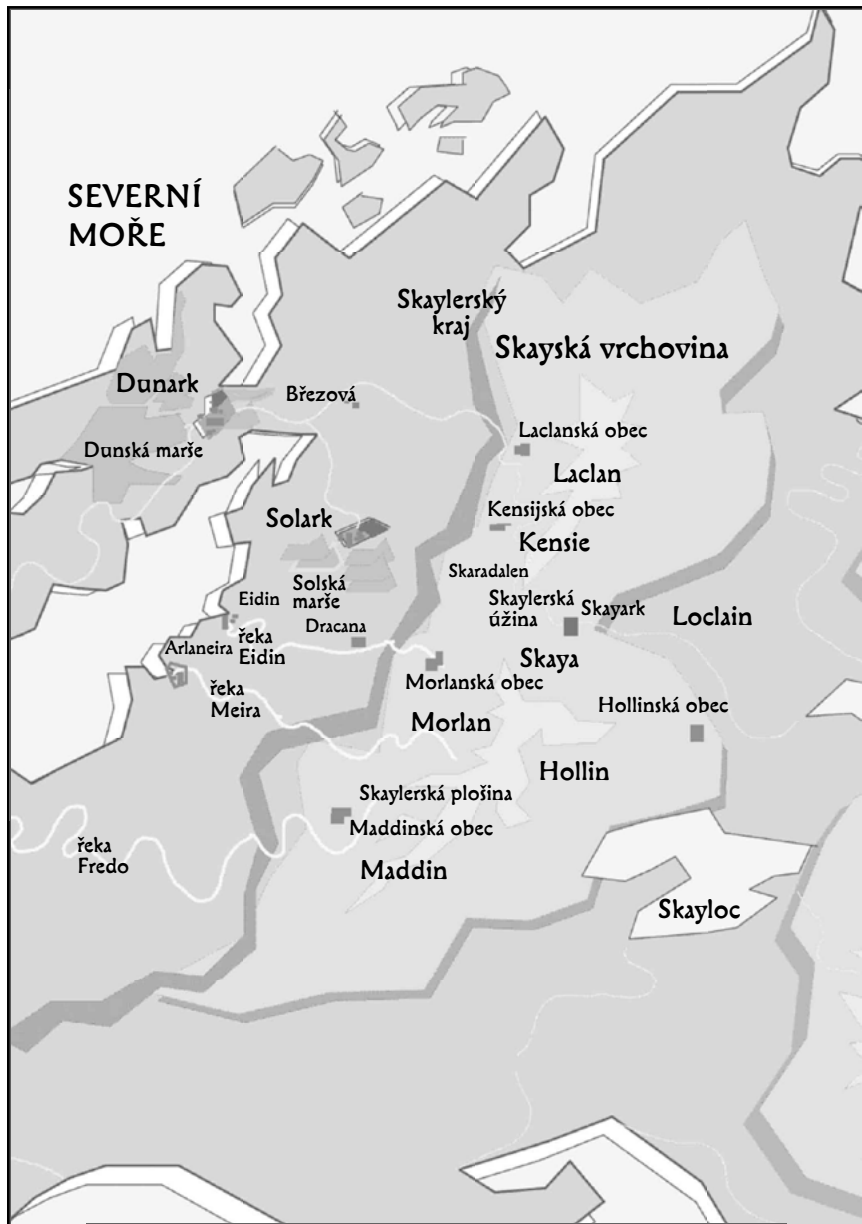 SEVERNÍ
MOŘE
Skaylerský
kraj
Skayská vrchovina
Dunark
Březová
Dunská marše
Laclanská obec
Laclan
Kensijská obec
Solark
Kensie
Skaradalen
Solská
marše
Eidin
Skaylerská
úžina
Skayark
Loclain
Dracana
řeka
Eidin
Arlaneira
Skaya
Morlanská obec
řeka
Meira
Hollinská obec
Morlan
Hollin
Skaylerská plošina
Maddinská obec
řeka
Fredo
Maddin
Skayloc